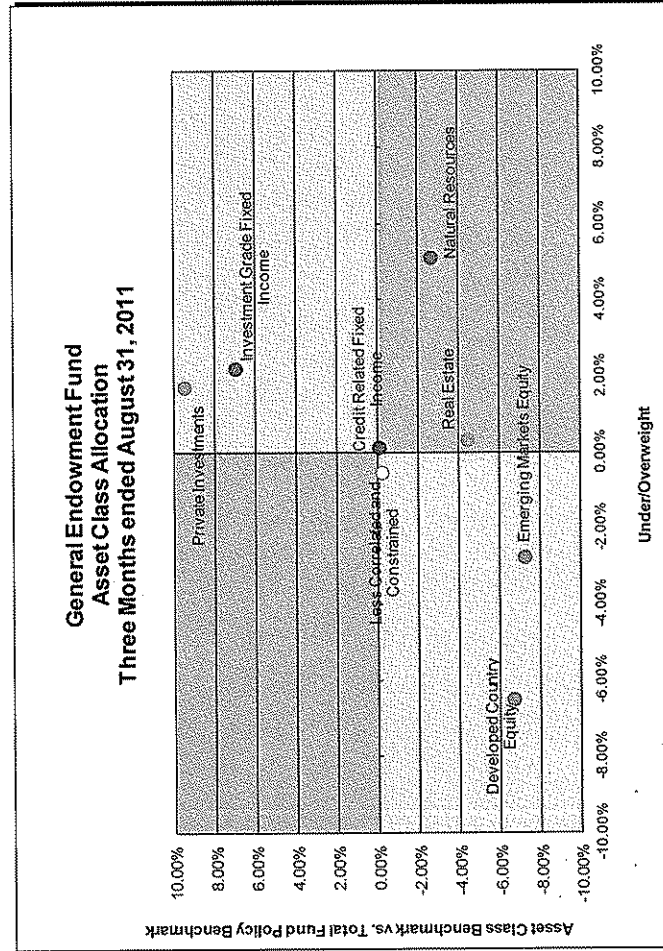 General Endowment Fund
Asset Class Allocation
Three Months ended August 31, 2011
Asset Class Benchmark vs. Total Fund Policy Benchmark
10.00%
8.00%
6.00%
4.00%
2.00%
0.00%
-2.00%
-4.00%
-6.00%
-8.00%
-10.00%
Private Investments
Investment Grade Fixed
Income
Credit Related Fixed
Income
Less Correlated and
Constrained
Real Estate
Natural Resources
Emerging Markets Equity
Developed Country
Equity
-10.00%
-8.00%
-6.00%
-4.00%
-2.00%
0.00%
2.00%
4.00%
6.00%
8.00%
10.00%
Under/Overweight